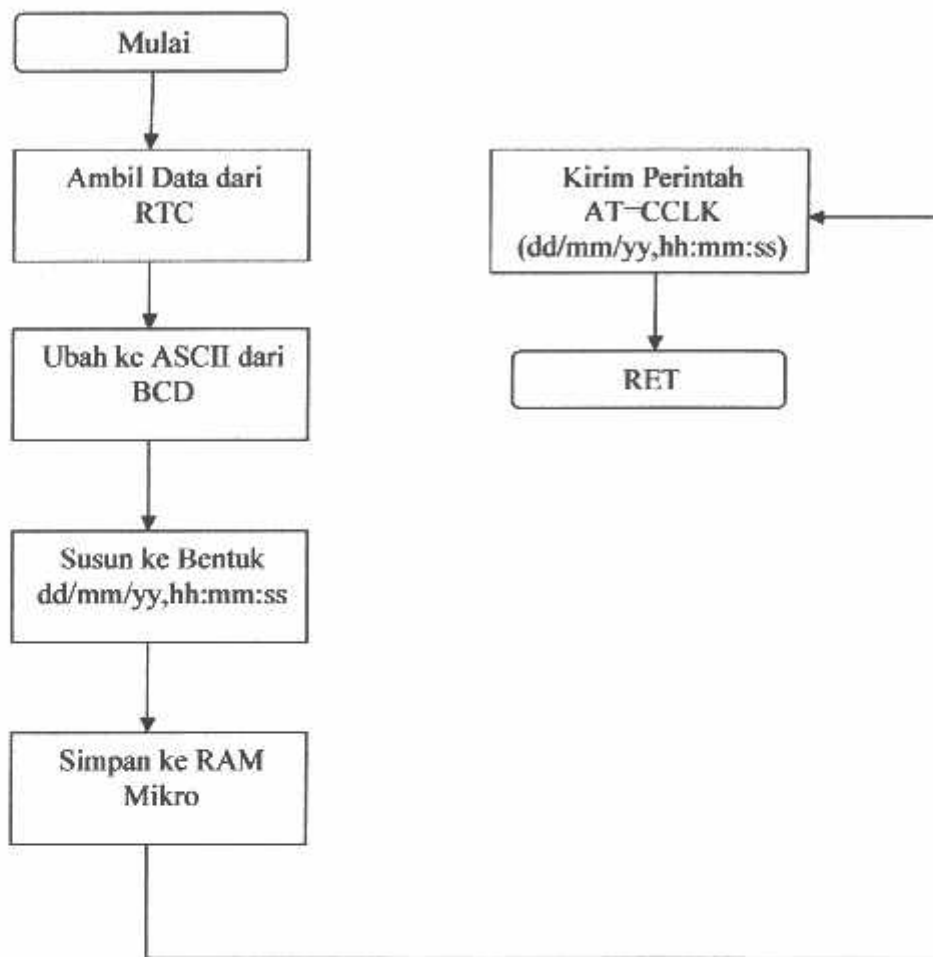 Mulai
Ambil Data dari
RTC
Ubah ke ASCII dari
BCD
Susun ke Bentuk
dd/mm/yy,hh:mm:ss
Simpan ke RAM
Mikro
Kirim Perintah
AT-CCLK
(dd/mm/yy,hh:mm:ss)
RET